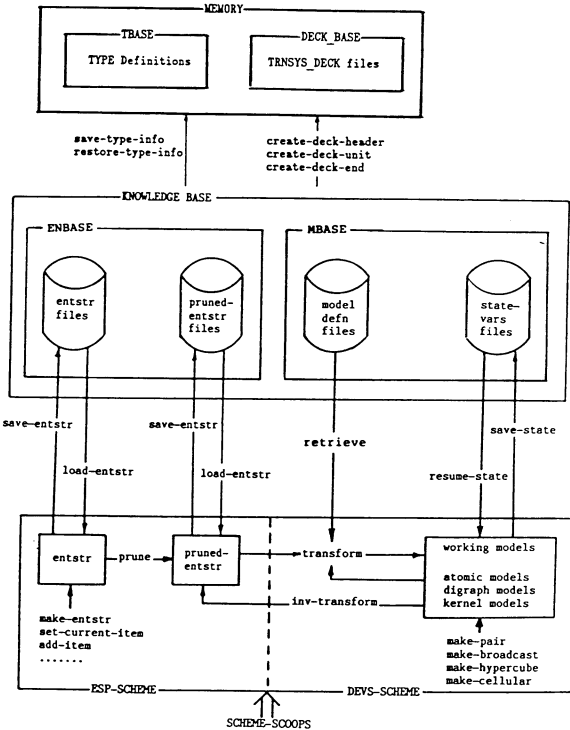 MEMORY
TBASE
TYPE Definitions
DECK_BASE
TRNSYS_DECK files
save-type-info
restore-type-info
create-deck-header
create-deck-unit
create-deck-end
KNOWLEDGE BASE
ENBASE
MBASE
entstr
files
pruned-
entstr
files
model
defn
files
state-
vars
files
save-entstr
load-entstr
save-entstr
load-entstr
retrieve
resume-state
save-state
entstr
prune
pruned-
entstr
transform
inv-transform
working models
atomic models
digraph models
kernel models
make-entstr
set-current-item
add-item
.......
make-pair
make-broadcast
make-hypercube
make-cellular
ESP-SCHEME
DEVS-SCHEME
SCHEME-SCOOPS